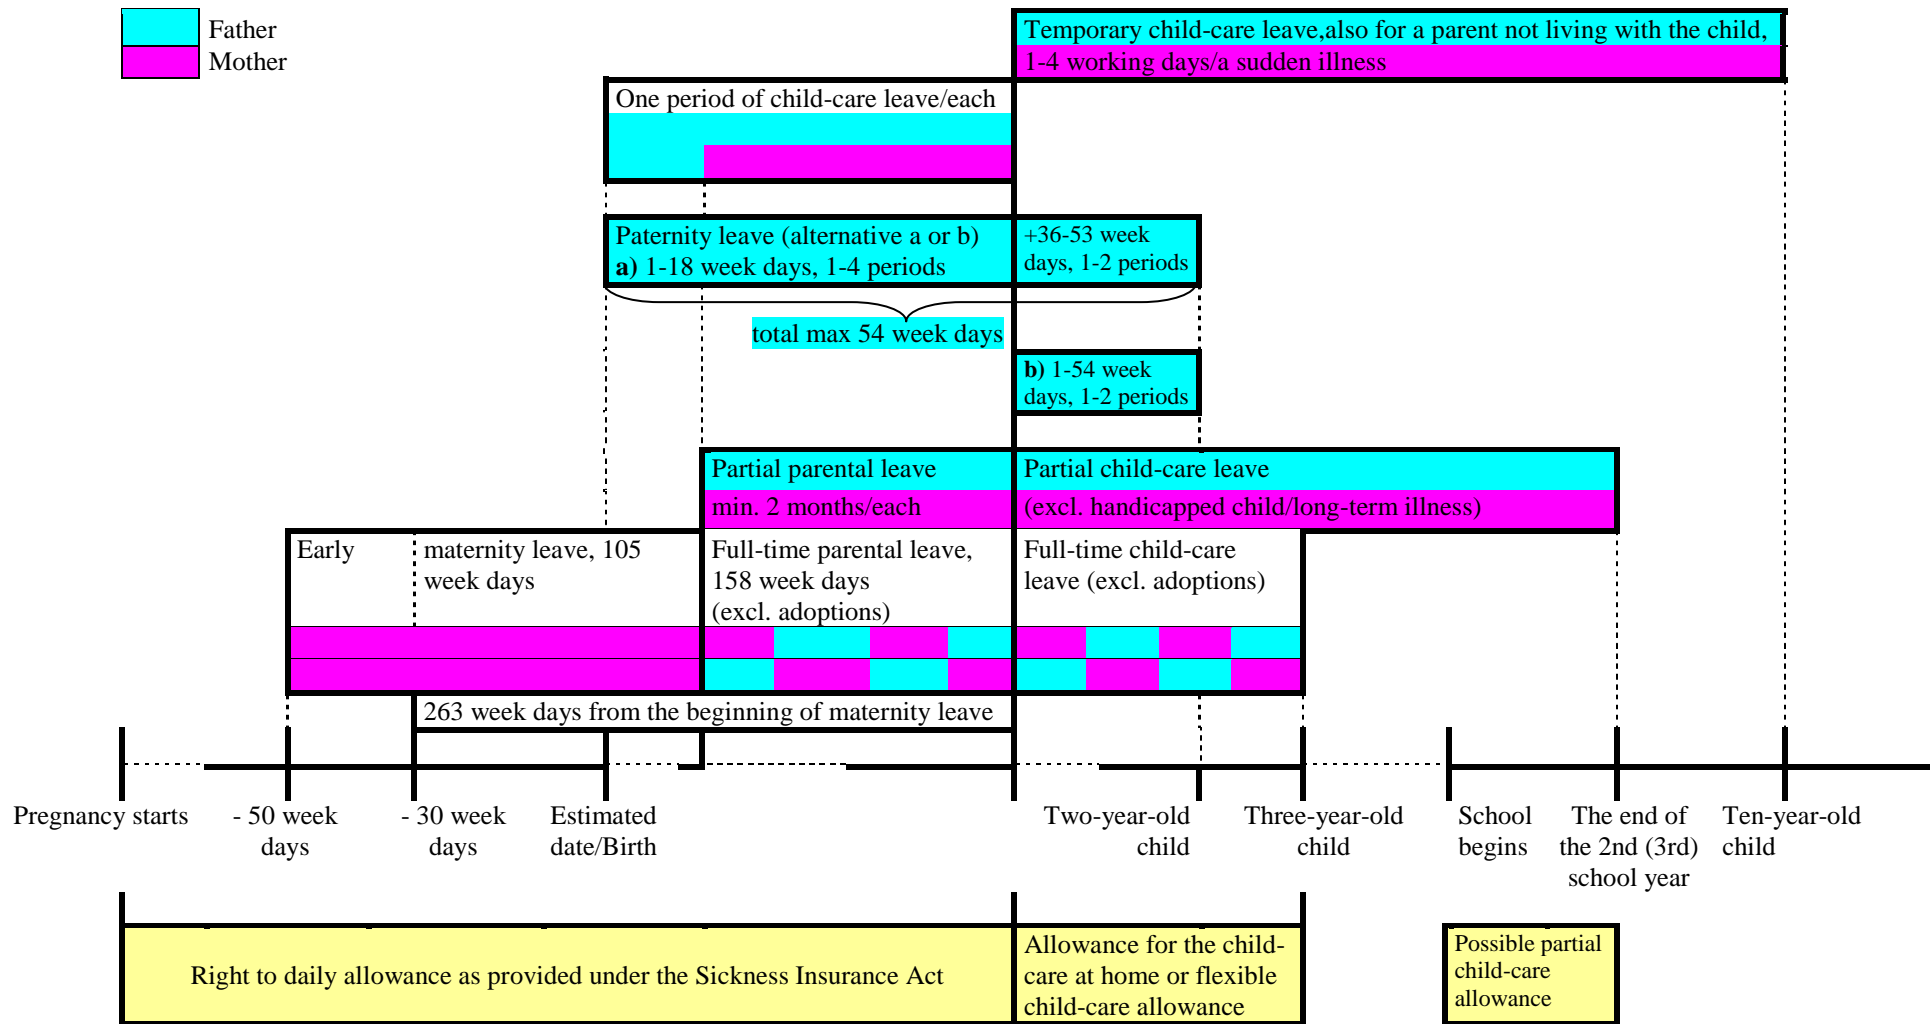 Father
Mother
Temporary child-care leave,also for a parent not living with the child,
1-4 working days/a sudden illness
One period of child-care leave/each
Paternity leave (alternative a or b)
a) 1-18 week days, 1-4 periods
+36-53 week
days, 1-2 periods
total max 54 week days
b) 1-54 week
days, 1-2 periods
Partial parental leave
min. 2 months/each
Partial child-care leave
(excl. handicapped child/long-term illness)
Early
maternity leave, 105
week days
Full-time parental leave,
158 week days
(excl. adoptions)
Full-time child-care
leave (excl. adoptions)
263 week days from the beginning of maternity leave
Pregnancy starts
- 50 week
days
- 30 week
days
Estimated
date/Birth
Two-year-old
child
Three-year-old
child
School
begins
The end of
the 2nd (3rd)
school year
Ten-year-old
child
Right to daily allowance as provided under the Sickness Insurance Act
Allowance for the child-
care at home or flexible
child-care allowance
Possible partial
child-care
allowance